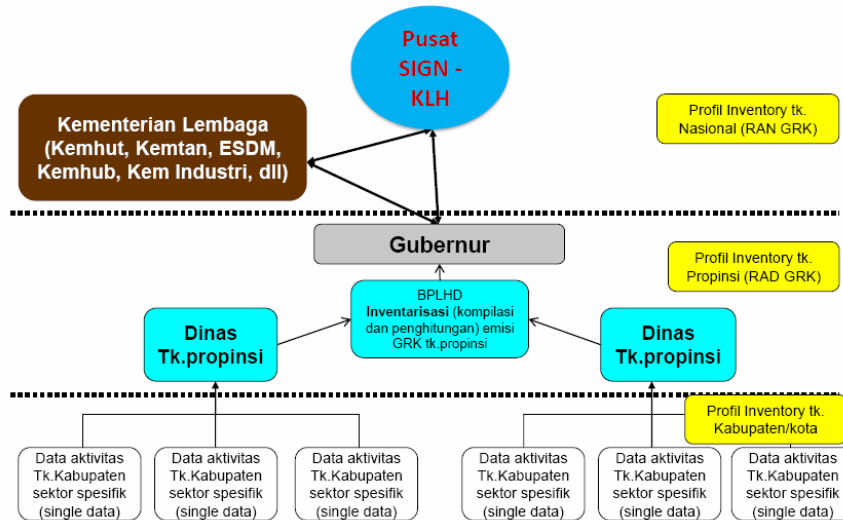 Pusat
SIGN -
KLH
Kementerian Lembaga
(Kemhut, Kemtan, ESDM,
Kemhub, Kem Industri, dll)
Profil Inventory tk.
Nasional (RAN GRK)
Gubernur
Profil Inventory tk.
Propinsi (RAD GRK)
BPLHD
Inventarisasi (kompilasi
dan penghitungan) emisi
GRK tk.propinsi
Dinas
Tk.propinsi
Dinas
Tk.propinsi
Profil Inventory tk.
Kabupaten/kota
Data aktivitas
Tk.Kabupaten
sektor spesifik
(single data)
Data aktivitas
Tk.Kabupaten
sektor spesifik
(single data)
Data aktivitas
Tk.Kabupaten
sektor spesifik
(single data)
Data aktivitas
Tk.Kabupaten
sektor spesifik
(single data)
Data aktivitas
Tk.Kabupaten
sektor spesifik
(single data)
Data aktivitas
Tk.Kabupaten
sektor spesifik
(single data)